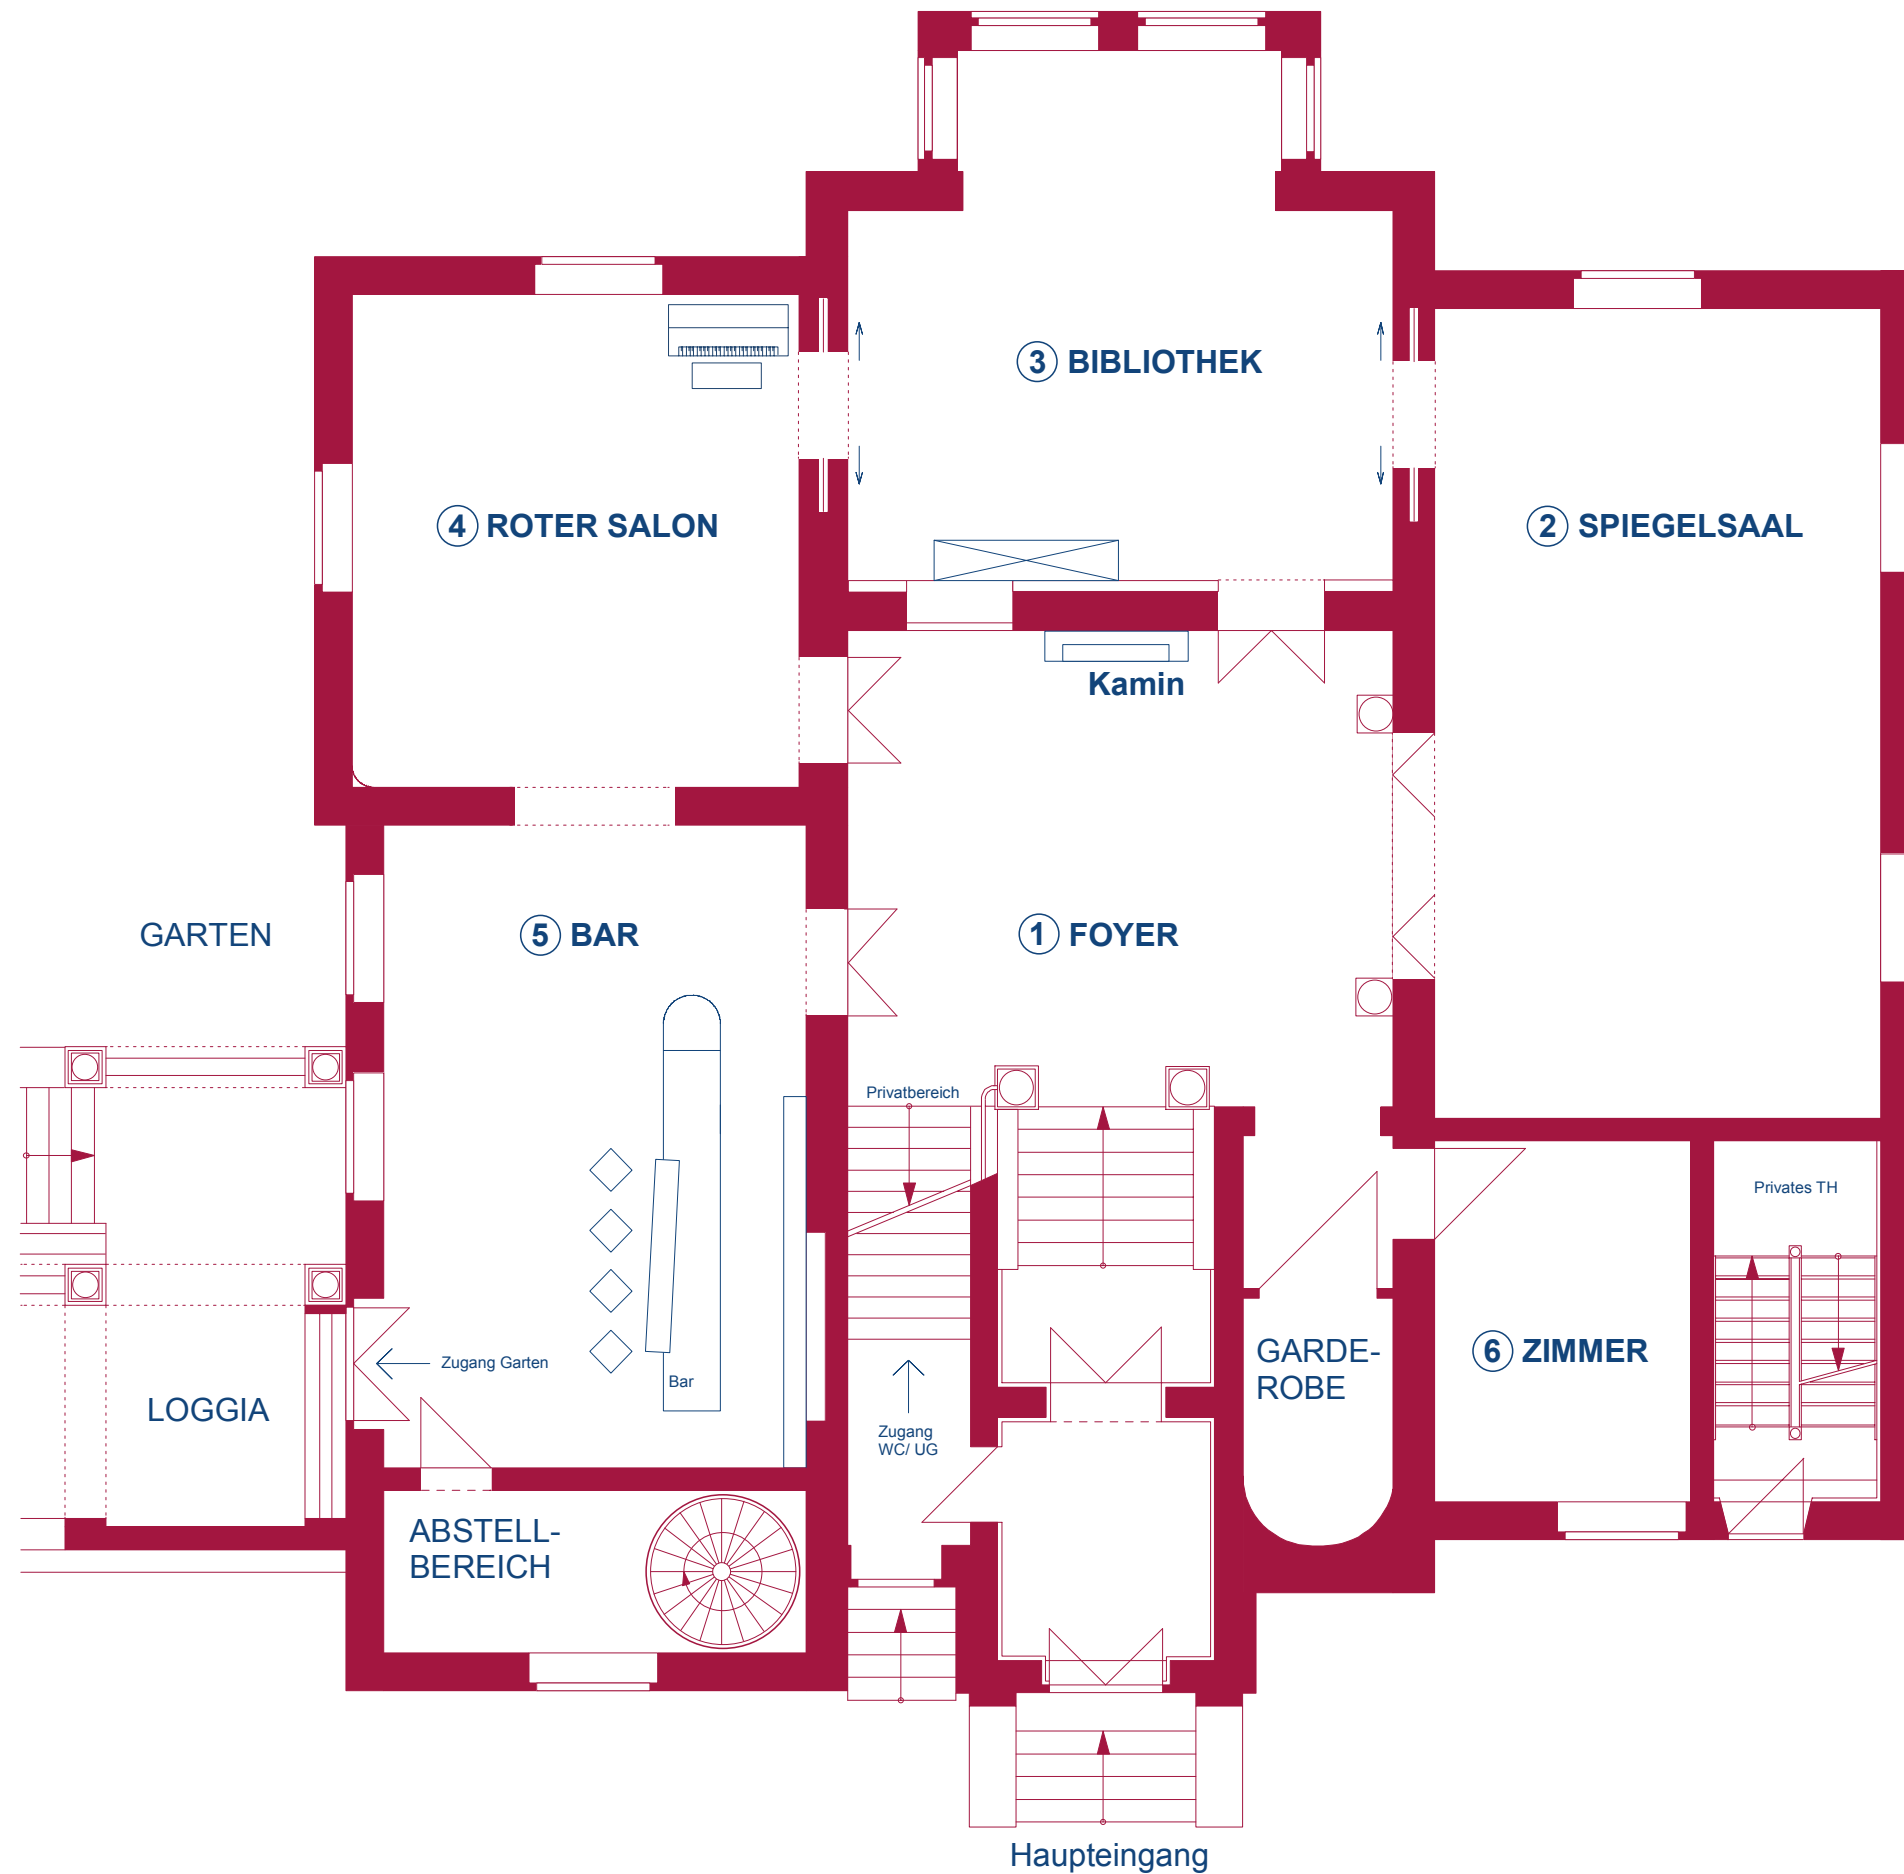 3 BIBLIOTHEK
4 ROTER SALON
2 SPIEGELSAAL
Kamin
GARTEN
5 BAR
1 FOYER
Privatbereich
Privates TH
Zugang Garten
Bar
LOGGIA
Zugang
WC/ UG
GARDE-
ROBE
6 ZIMMER
ABSTELL-
BEREICH
Haupteingang